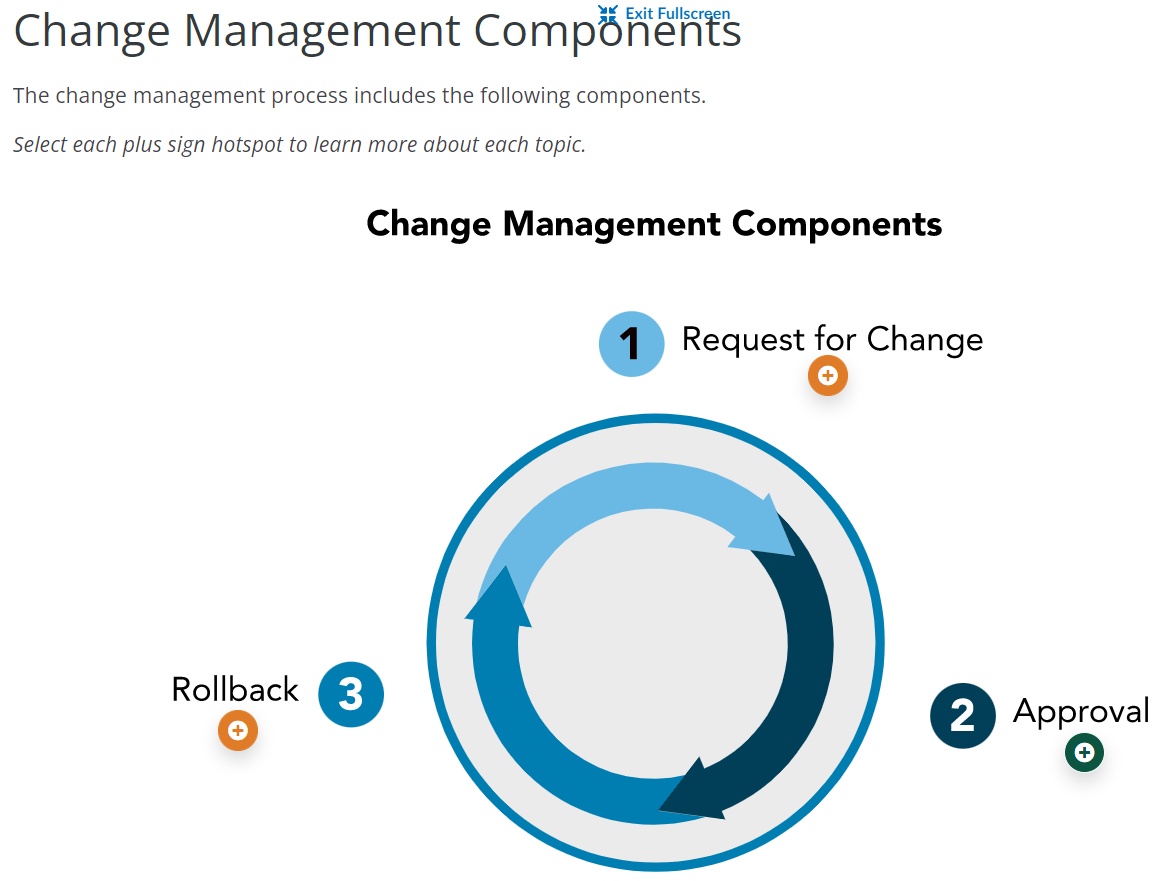 Exit Fullscreen
Change Management Components
The change management process includes the following components.
Select each plus sign hotspot to learn more about each topic.
Change Management Components
1 Request for Change
Rollback 3
2 Approval